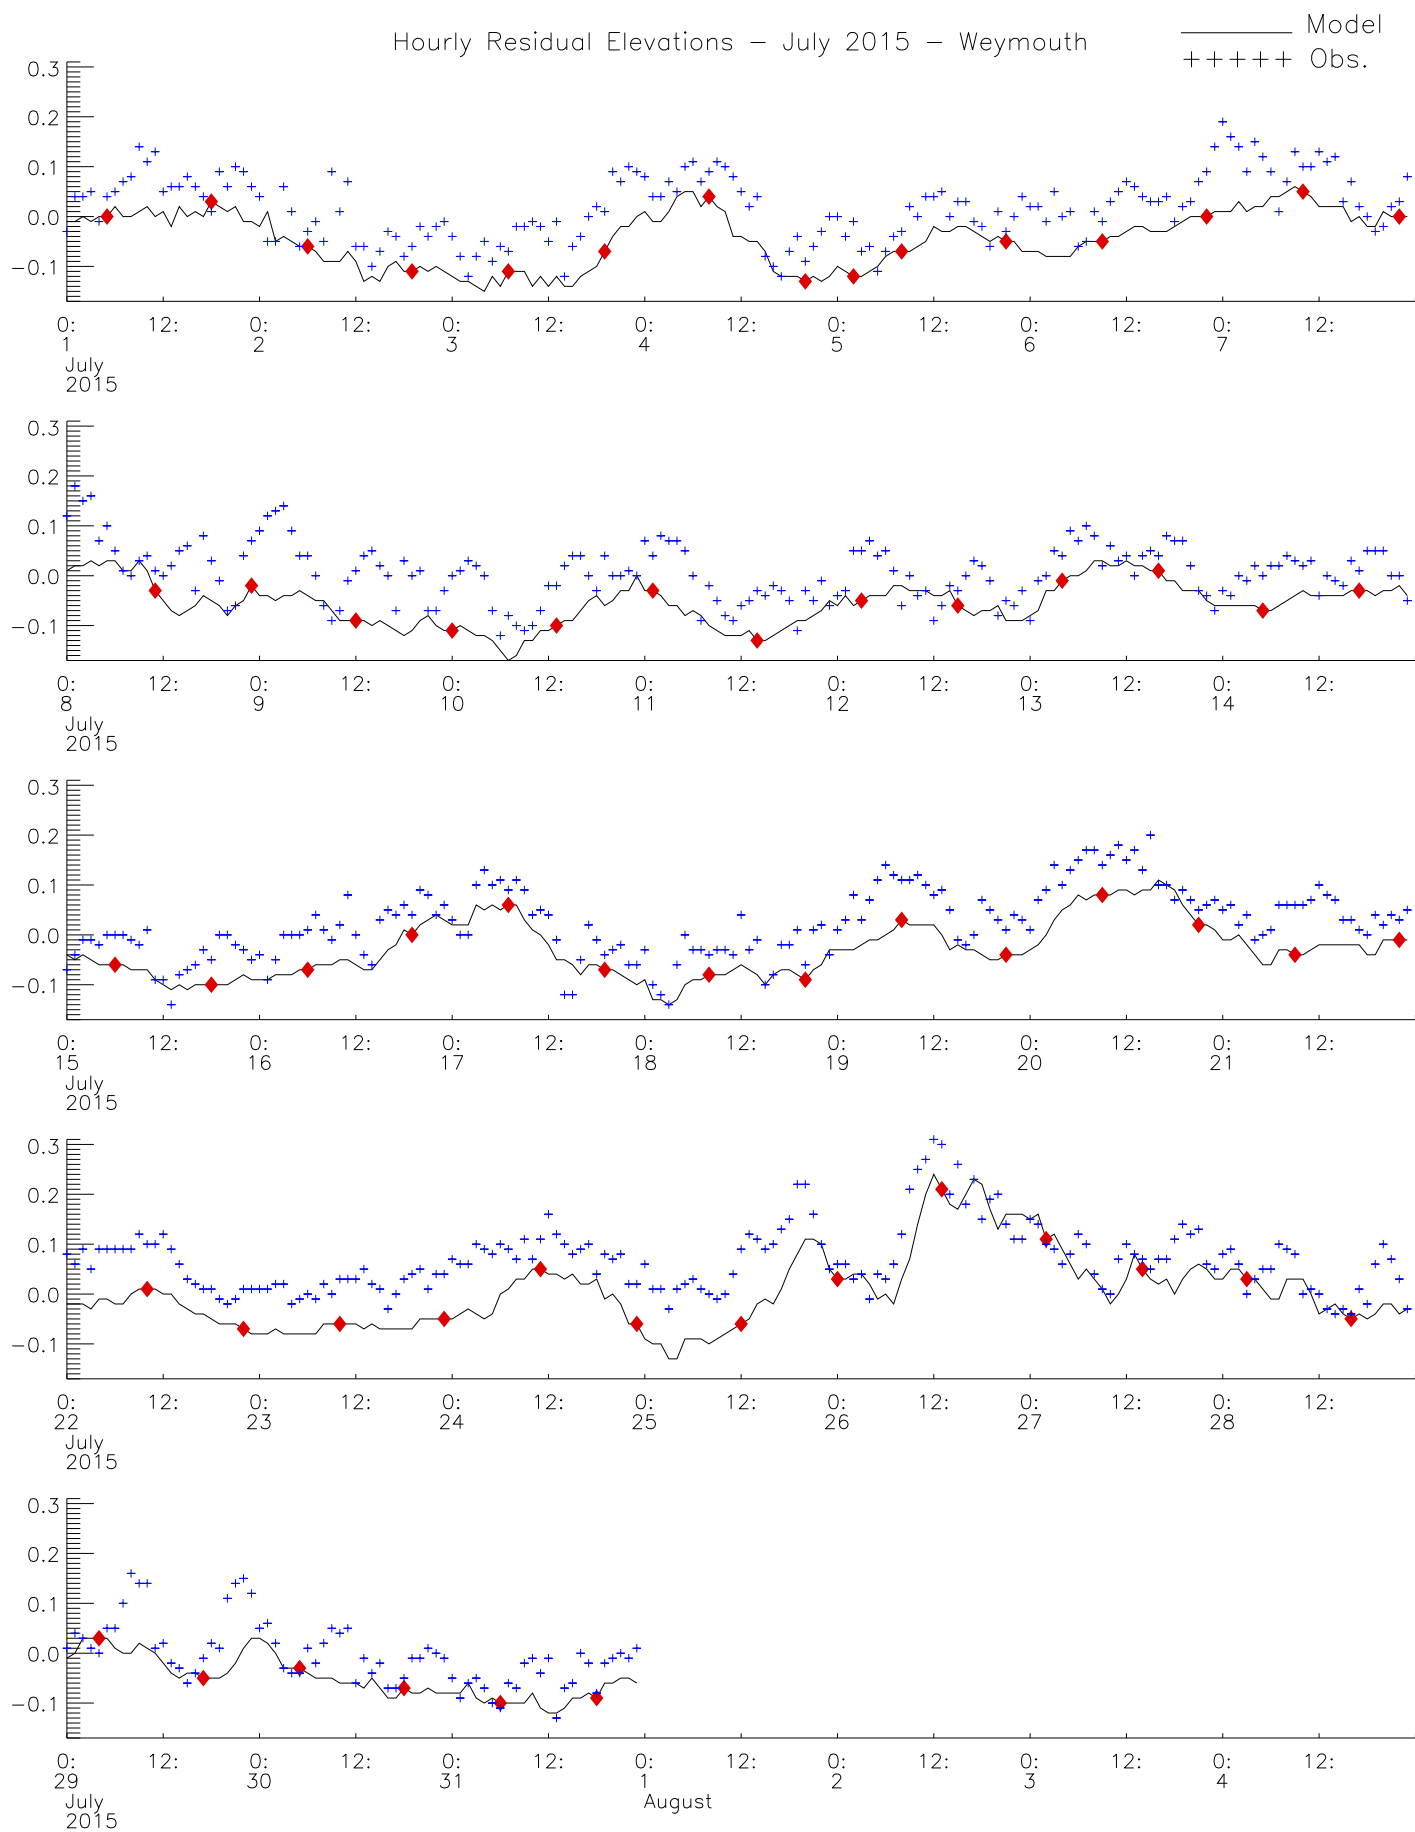 Hourly Residual Elevations – July 2015 – Weymouth
Model
+++++ Obs.
0.3
0.2
0.1
0.0
−0.1
0: 12: 0: 12: 0: 12: 0: 12: 0: 12: 0: 12: 0: 12:
1 2 3 4 5 6 7
July
2015
0.3
0.2
0.1
0.0
−0.1
0: 12: 0: 12: 0: 12: 0: 12: 0: 12: 0: 12: 0: 12:
8 9 10 11 12 13 14
July
2015
0.3
0.2
0.1
0.0
−0.1
0: 12: 0: 12: 0: 12: 0: 12: 0: 12: 0: 12: 0: 12:
15 16 17 18 19 20 21
July
2015
0.3
0.2
0.1
0.0
−0.1
0: 12: 0: 12: 0: 12: 0: 12: 0: 12: 0: 12: 0: 12:
22 23 24 25 26 27 28
July
2015
0.3
0.2
0.1
0.0
−0.1
0: 12: 0: 12: 0: 12: 0: 12: 0: 12: 0: 12: 0: 12:
29 30 31 1 2 3 4
July August
2015